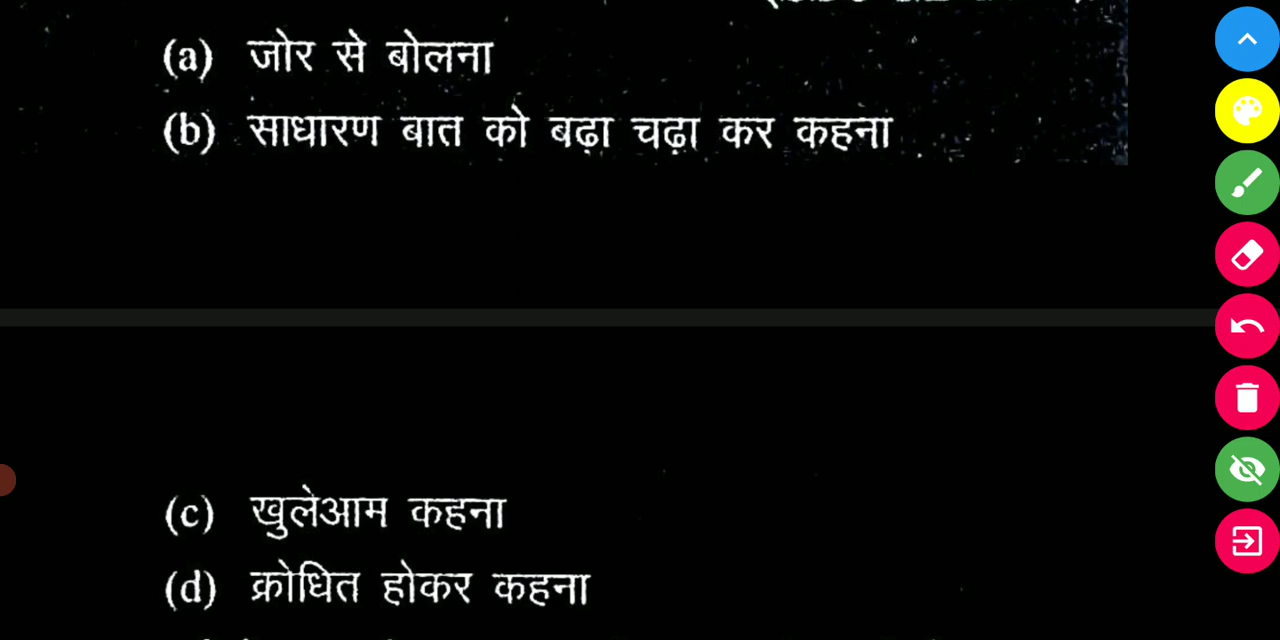 (a) जोर से बोलना
(b) साधारण बात को बढ़ा चढ़ा कर कहना
(c) खुलेआम कहना
(d) क्रोधित होकर कहना